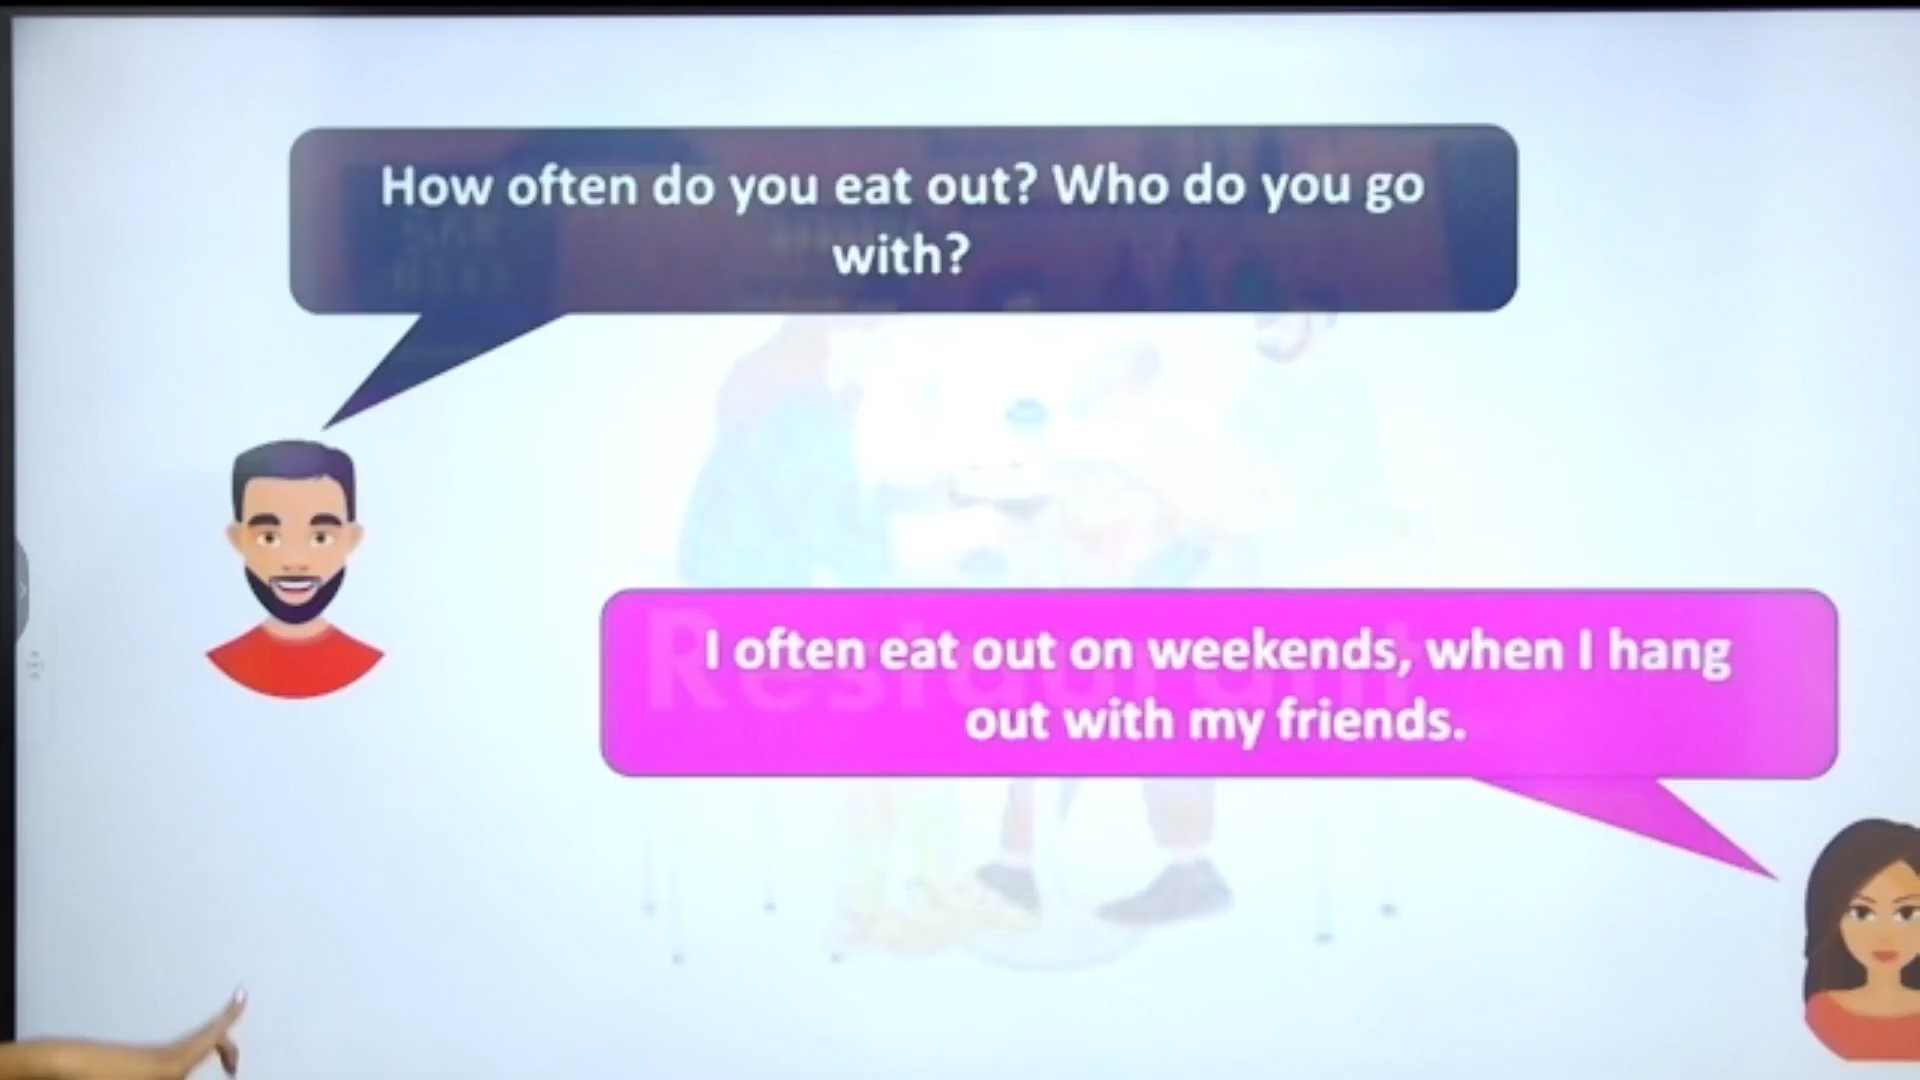 How often do you eat out? Who do you go
with?
I often eat out on weekends, when I hang
out with my friends.
Restaurant